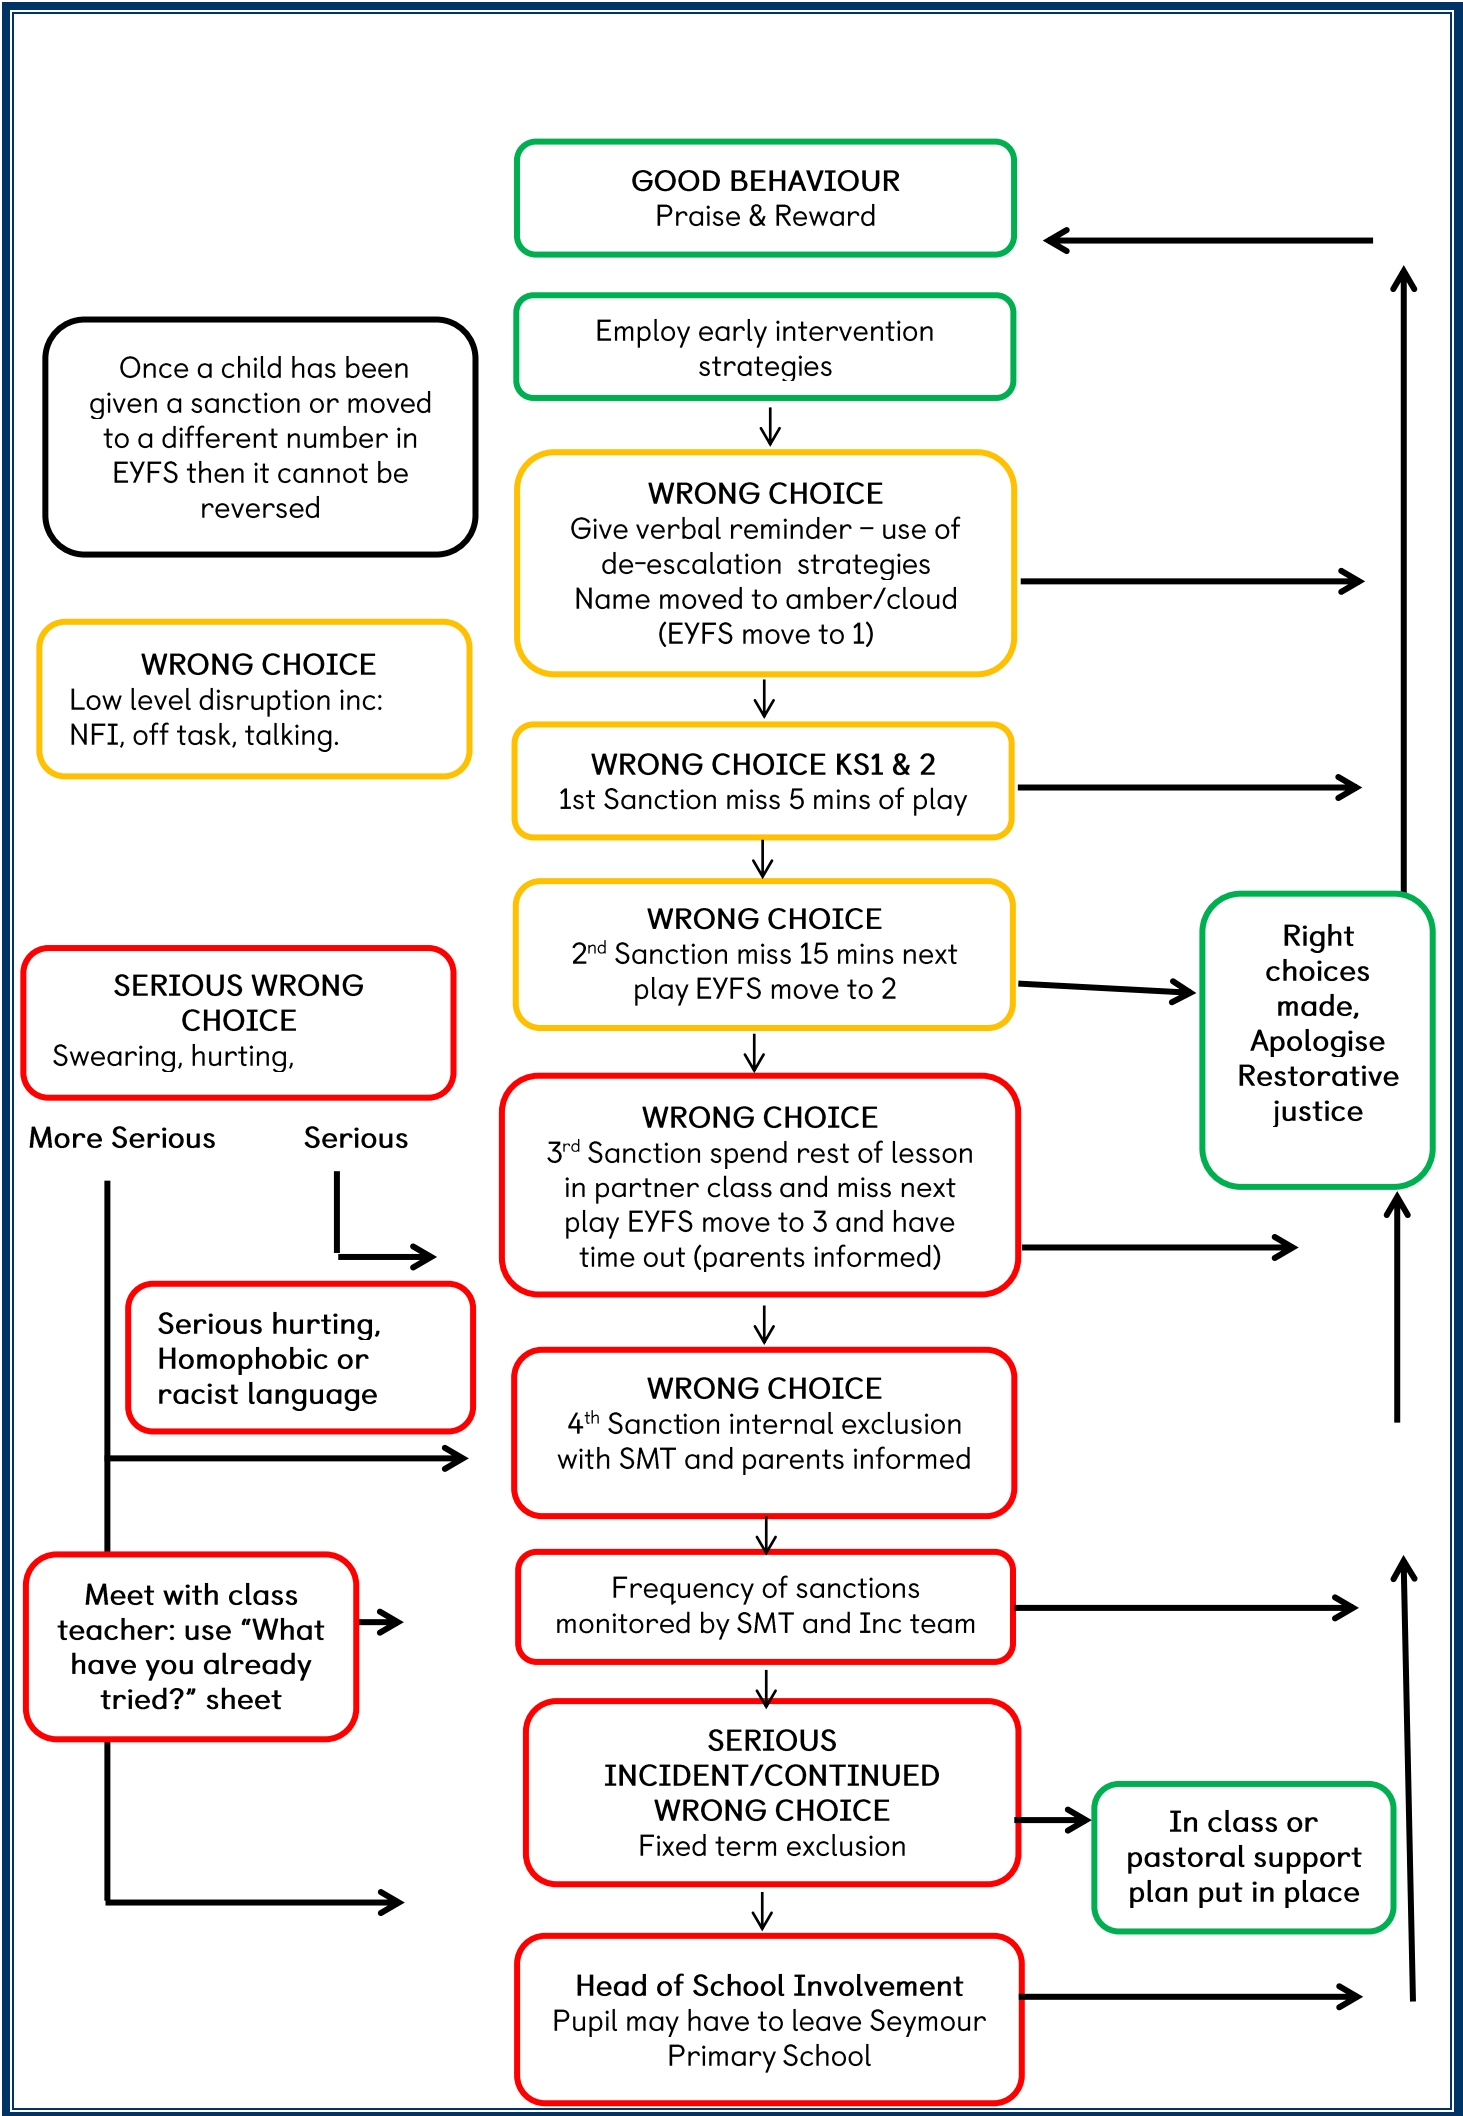 GOOD BEHAVIOUR
Praise & Reward
Employ early intervention
strategies
Once a child has been
given a sanction or moved
to a different number in
EYFS then it cannot be
reversed
WRONG CHOICE
Give verbal reminder – use of
de-escalation  strategies
Name moved to amber/cloud
(EYFS move to 1)
WRONG CHOICE
Low level disruption inc:
NFI, off task, talking.
WRONG CHOICE KS1 & 2
1st Sanction miss 5 mins of play
WRONG CHOICE
2nd Sanction miss 15 mins next
play EYFS move to 2
Right
choices
made,
Apologise
Restorative
justice
SERIOUS WRONG
CHOICE
Swearing, hurting,
More Serious
Serious
WRONG CHOICE
3rd Sanction spend rest of lesson
in partner class and miss next
play EYFS move to 3 and have
time out (parents informed)
Serious hurting,
Homophobic or
racist language
WRONG CHOICE
4th Sanction internal exclusion
with SMT and parents informed
Meet with class
teacher: use “What
have you already
tried?” sheet
Frequency of sanctions
monitored by SMT and Inc team
SERIOUS
INCIDENT/CONTINUED
WRONG CHOICE
Fixed term exclusion
In class or
pastoral support
plan put in place
Head of School Involvement
Pupil may have to leave Seymour
Primary School